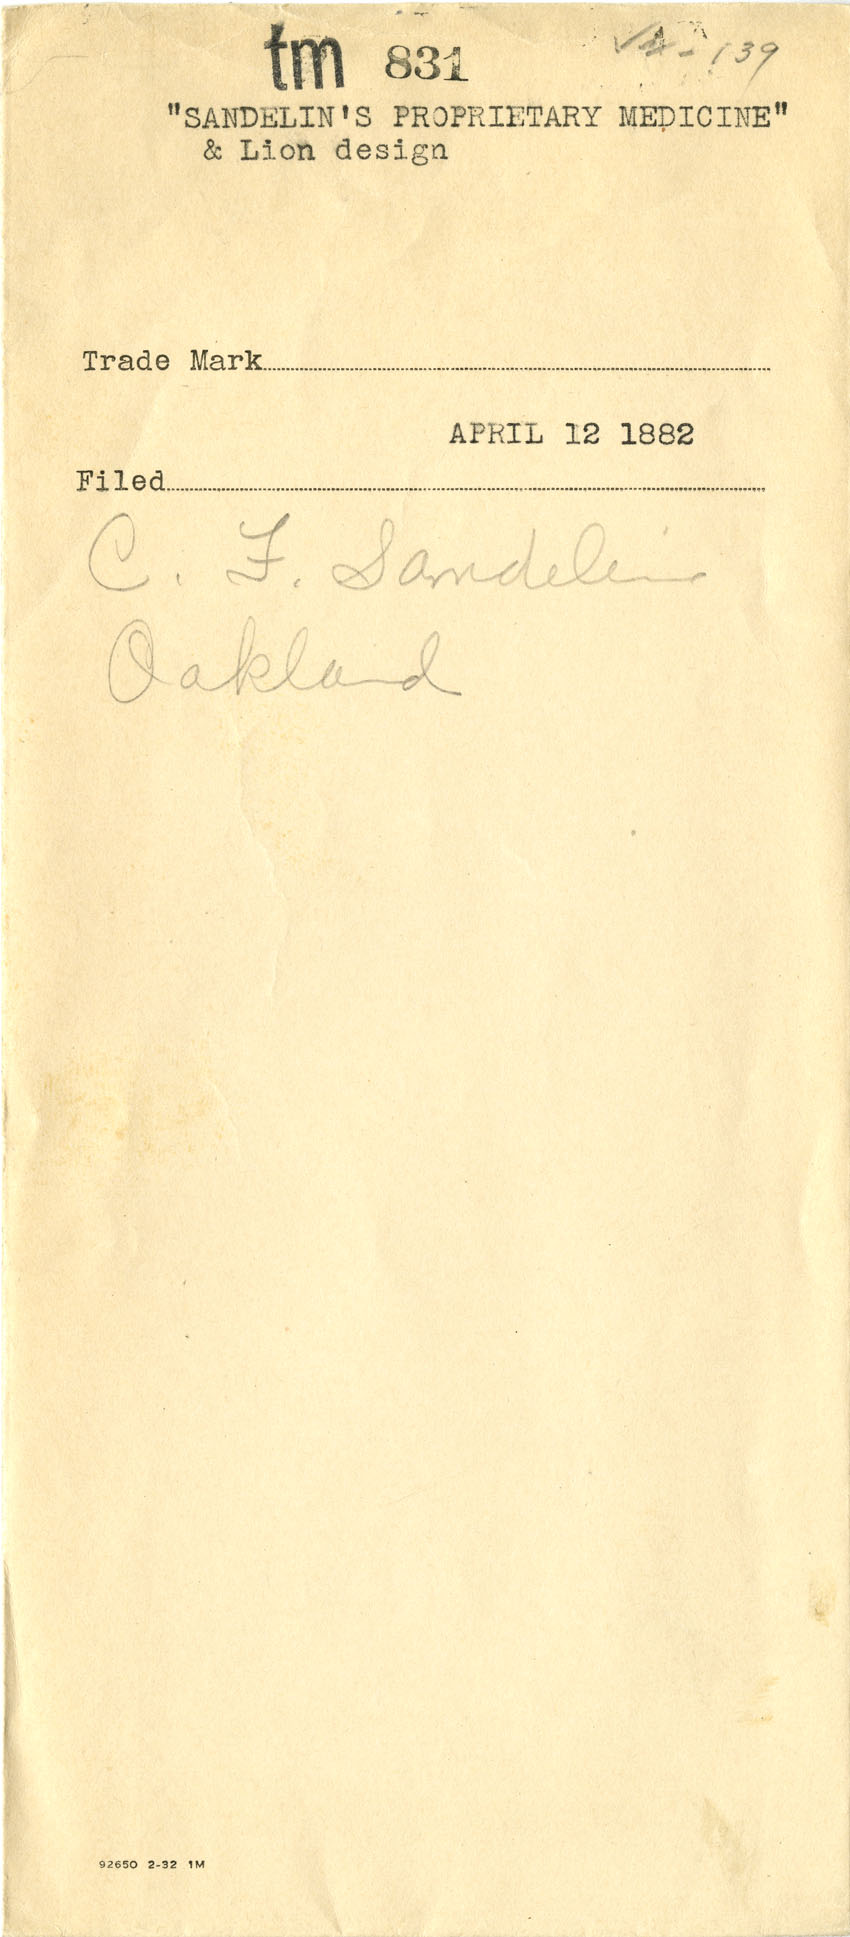 tm 831
"SANDELIN'S PROPRIETARY MEDICINE"
& Lion design
Trade Mark
APRIL 12 1882
Filed
C. F. Sandelin
Oakland
92650 2-32 1M